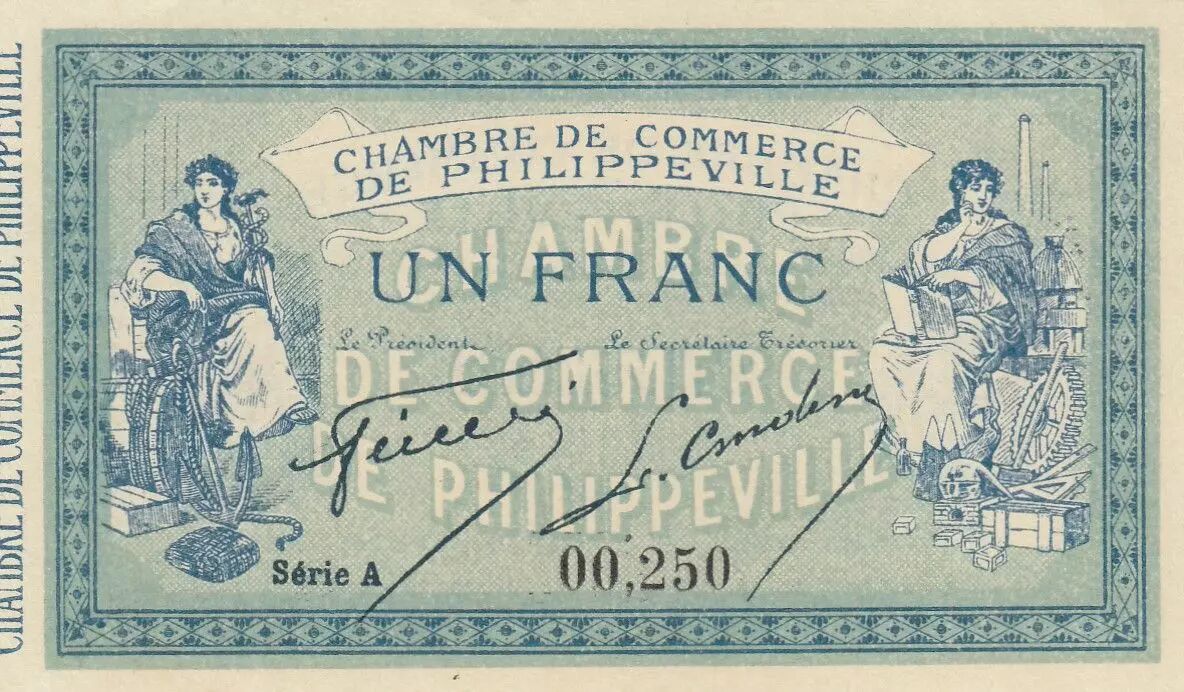 CHAMBRE DE COMMERCE DE PHILIPPEVILLE
CHAMBRE DE COMMERCE
DE PHILIPPEVILLE
CHAMBRE
UN FRANC
Le Président
Le Secrétaire Trésorier
DE COMMERCE
DE PHILIPPEVILLE
Série A
00,250